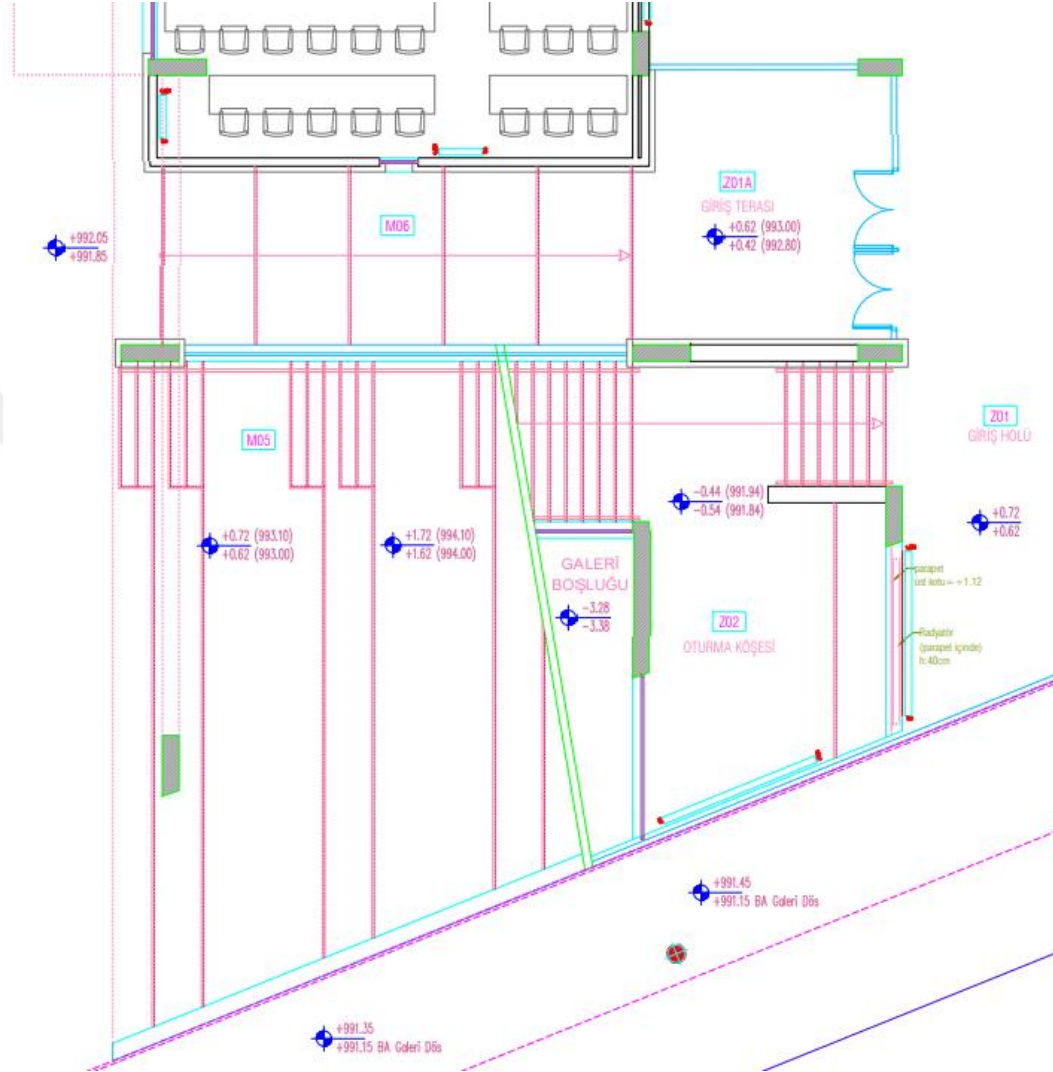 Z01A
GİRİŞ TERASI
+0.62 (993.00)
+0.42 (992.80)
M06
+992.05
+991.85
M05
Z01
GİRİŞ HOLÜ
-0.44 (991.94)
-0.54 (991.84)
+0.72
+0.62
+0.72 (993.10)
+0.62 (993.00)
+1.72 (994.10)
+1.62 (994.00)
GALERİ
BOŞLUĞU
-3.28
-3.38
parapet
üst kotu= +1.12
Z02
OTURMA KÖŞESİ
Radyatör
(parapet içinde)
h: 40cm
+991.45
+991.15 BA Galeri Dös
+991.35
+991.15 BA Galeri Dös